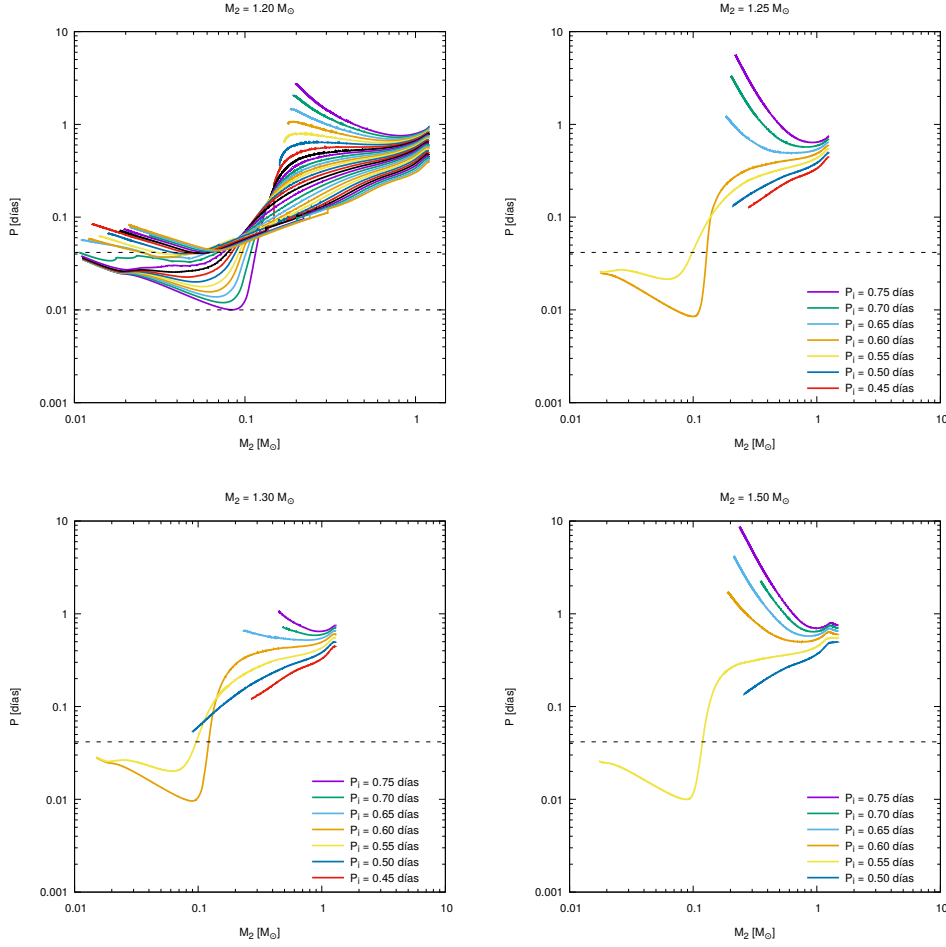 M₂ = 1.20 M☉
10
1
0.1
0.01
0.001
P [días]
0.01
0.1
1
M₂ [M☉]
M₂ = 1.25 M☉
10
1
0.1
0.01
0.001
P [días]
Pᵢ = 0.75 días
Pᵢ = 0.70 días
Pᵢ = 0.65 días
Pᵢ = 0.60 días
Pᵢ = 0.55 días
Pᵢ = 0.50 días
Pᵢ = 0.45 días
0.01
0.1
1
10
M₂ [M☉]
M₂ = 1.30 M☉
10
1
0.1
0.01
0.001
P [días]
Pᵢ = 0.75 días
Pᵢ = 0.70 días
Pᵢ = 0.65 días
Pᵢ = 0.60 días
Pᵢ = 0.55 días
Pᵢ = 0.50 días
Pᵢ = 0.45 días
0.01
0.1
1
10
M₂ [M☉]
M₂ = 1.50 M☉
10
1
0.1
0.01
0.001
P [días]
Pᵢ = 0.75 días
Pᵢ = 0.70 días
Pᵢ = 0.65 días
Pᵢ = 0.60 días
Pᵢ = 0.55 días
Pᵢ = 0.50 días
0.01
0.1
1
10
M₂ [M☉]